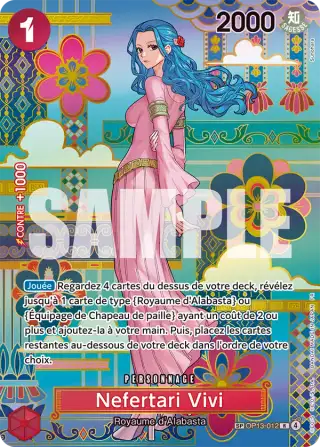 1
2000
知
SAGESSE
CONTRE +1000
SAMPLE
Jouée Regardez 4 cartes du dessus de votre deck, révélez
jusqu'à 1 carte de type {Royaume d'Alabasta} ou
{Équipage de Chapeau de paille} ayant un coût de 2 ou
plus et ajoutez-la à votre main. Puis, placez les cartes
restantes au-dessous de votre deck dans l'ordre de votre
choix.
PERSONNAGE
Nefertari Vivi
Royaume d'Alabasta
SP OP13-012 R 4